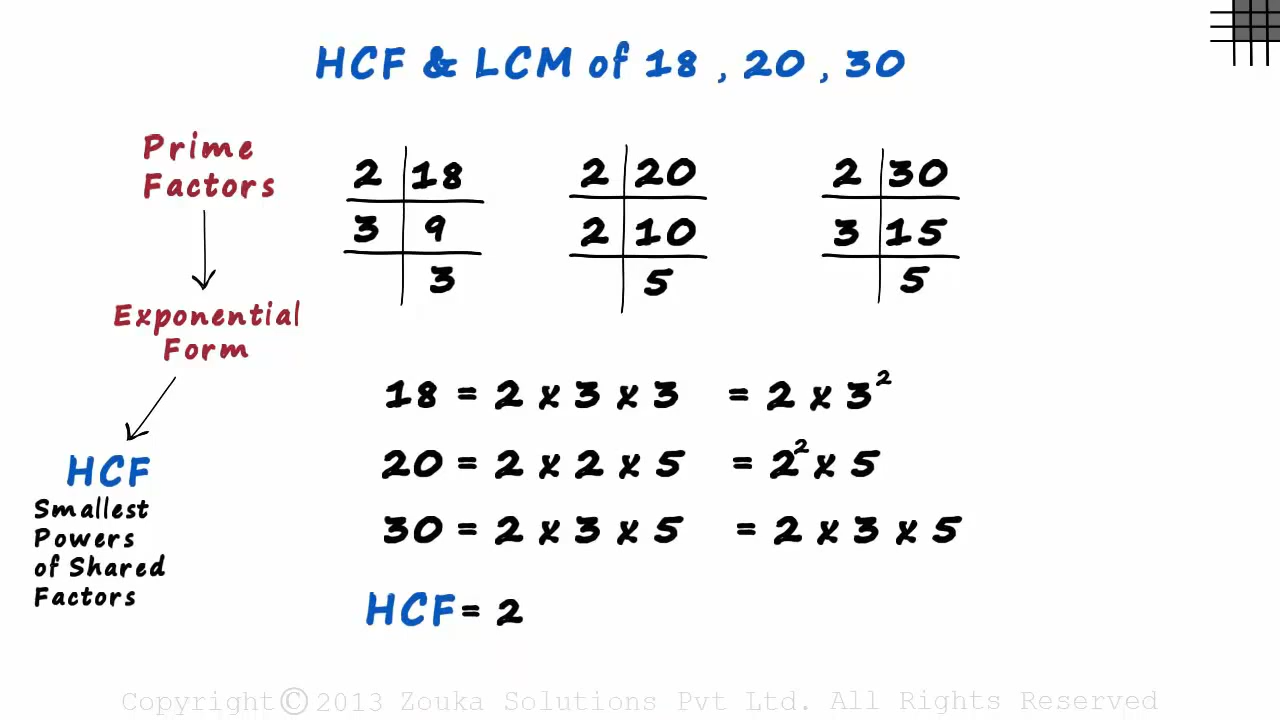 HCF & LCM of 18 , 20 , 30
Prime
Factors
2 | 18
3 | 9
3
2 | 20
2 | 10
5
2 | 30
3 | 15
5
Exponential
Form
18 = 2 x 3 x 3 = 2 x 3²
20 = 2 x 2 x 5 = 2² x 5
30 = 2 x 3 x 5 = 2 x 3 x 5
HCF
Smallest
Powers
of Shared
Factors
HCF = 2
Copyright© 2013 Zouka Solutions Pvt Ltd. All Rights Reserved